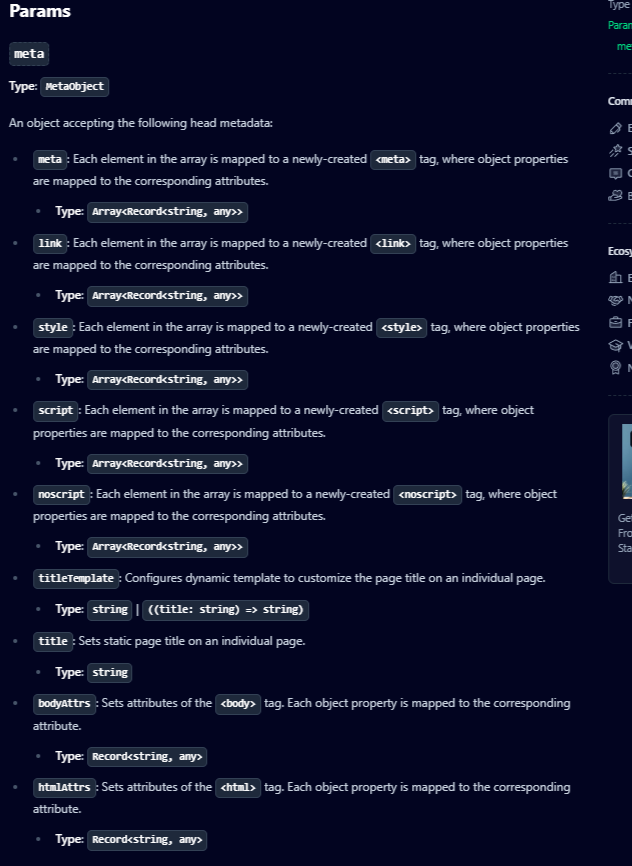 Params
meta
Type: MetaObject
An object accepting the following head metadata:
meta: Each element in the array is mapped to a newly-created <meta> tag, where object properties
are mapped to the corresponding attributes.
Type: Array<Record<string, any>>
link: Each element in the array is mapped to a newly-created <link> tag, where object properties
are mapped to the corresponding attributes.
Type: Array<Record<string, any>>
style: Each element in the array is mapped to a newly-created <style> tag, where object properties
are mapped to the corresponding attributes.
Type: Array<Record<string, any>>
script: Each element in the array is mapped to a newly-created <script> tag, where object
properties are mapped to the corresponding attributes.
Type: Array<Record<string, any>>
noscript: Each element in the array is mapped to a newly-created <noscript> tag, where object
properties are mapped to the corresponding attributes.
Type: Array<Record<string, any>>
titleTemplate: Configures dynamic template to customize the page title on an individual page.
Type: string | ((title: string) => string)
title: Sets static page title on an individual page.
Type: string
bodyAttrs: Sets attributes of the <body> tag. Each object property is mapped to the corresponding
attribute.
Type: Record<string, any>
htmlAttrs: Sets attributes of the <html> tag. Each object property is mapped to the corresponding
attribute.
Type: Record<string, any>
Type